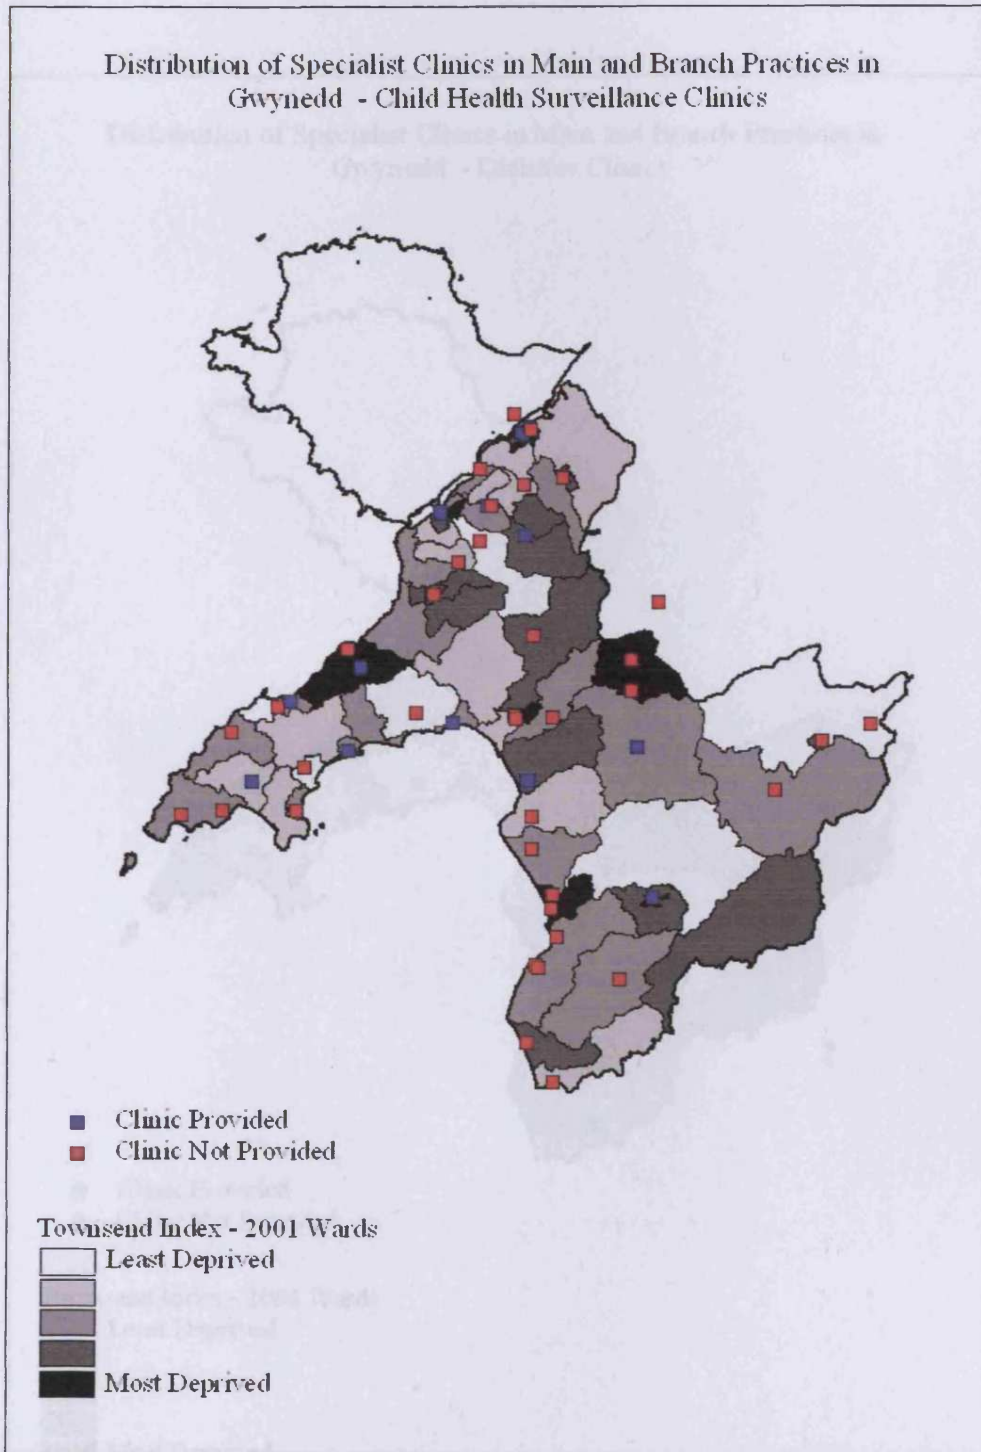 Distribution of Specialist Clinics in Main and Branch Practices in
Gwynedd - Child Health Surveillance Clinics
Clinic Provided
Clinic Not Provided
Townsend Index - 2001 Wards
Least Deprived
Most Deprived